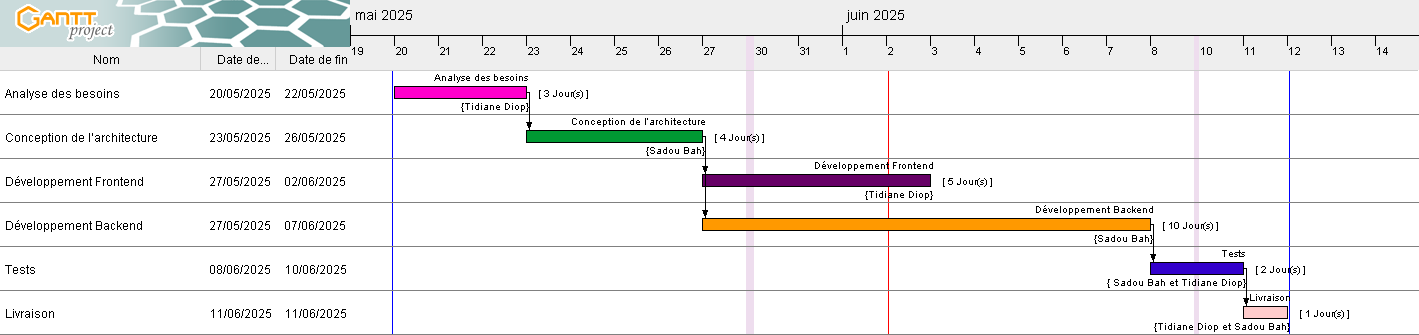 GANTT project
mai 2025 juin 2025
19 20 21 22 23 24 25 26 27 30 31 1 2 3 4 5 6 7 8 10 11 12 13 14
Nom Date de... Date de fin
Analyse des besoins
Analyse des besoins 20/05/2025 22/05/2025 [ 3 Jour(s) ]
{Tidiane Diop}
Conception de l'architecture
Conception de l'architecture 23/05/2025 26/05/2025 [ 4 Jour(s) ]
{Sadou Bah}
Développement Frontend
Développement Frontend 27/05/2025 02/06/2025 [ 5 Jour(s) ]
{Tidiane Diop}
Développement Backend
Développement Backend 27/05/2025 07/06/2025 [ 10 Jour(s) ]
{Sadou Bah}
Tests
Tests 08/06/2025 10/06/2025 [ 2 Jour(s) ]
{ Sadou Bah et Tidiane Diop}
Livraison
Livraison 11/06/2025 11/06/2025 [ 1 Jour(s) ]
{Tidiane Diop et Sadou Bah}